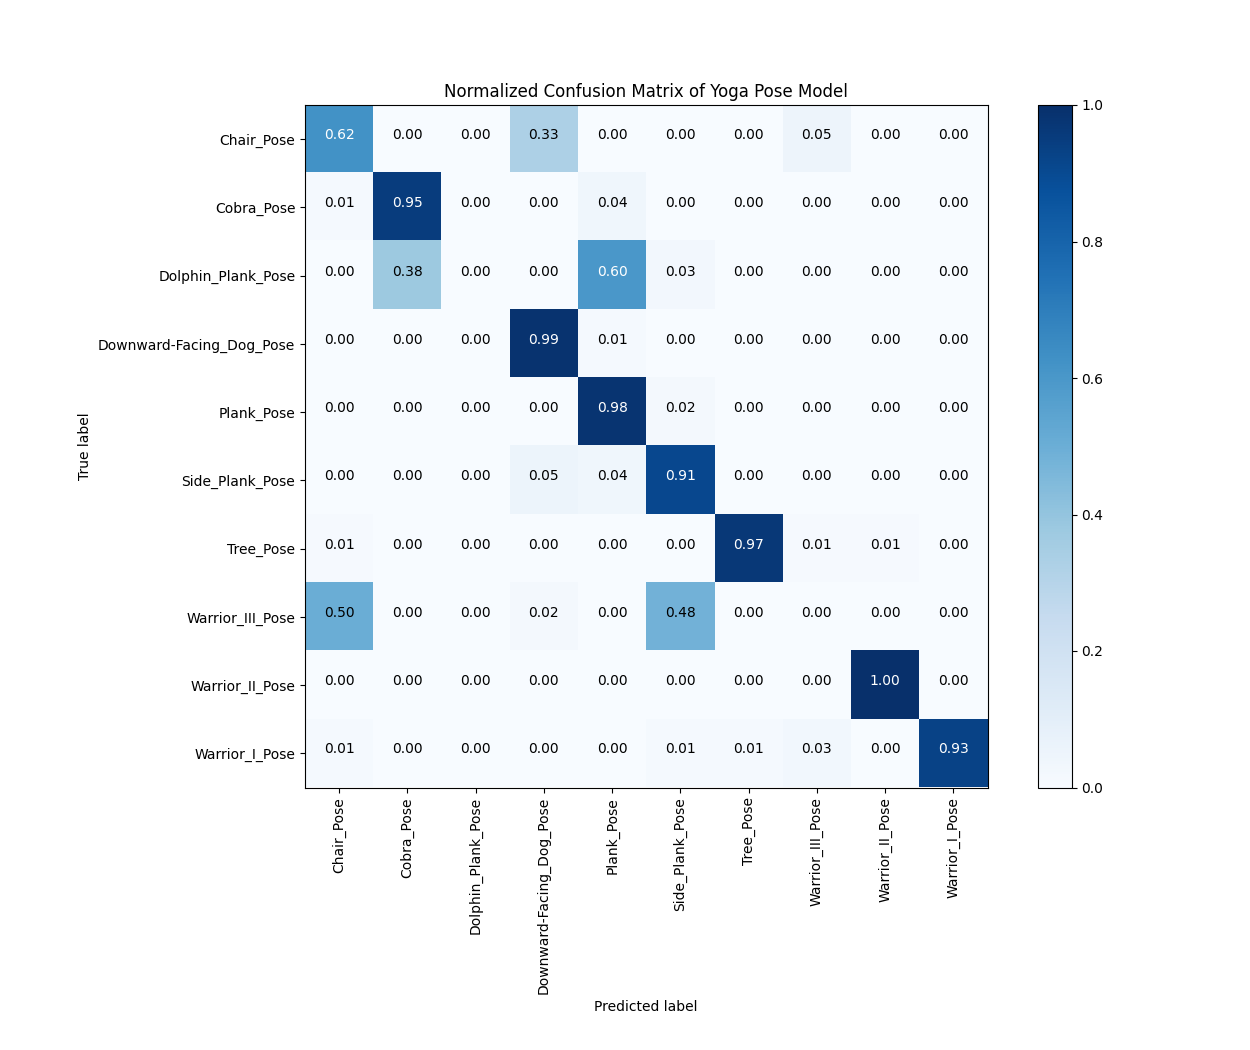 Normalized Confusion Matrix of Yoga Pose Model
Chair_Pose 0.62 0.00 0.00 0.33 0.00 0.00 0.00 0.05 0.00 0.00
Cobra_Pose 0.01 0.95 0.00 0.00 0.04 0.00 0.00 0.00 0.00 0.00
Dolphin_Plank_Pose 0.00 0.38 0.00 0.00 0.60 0.03 0.00 0.00 0.00 0.00
Downward-Facing_Dog_Pose 0.00 0.00 0.00 0.99 0.01 0.00 0.00 0.00 0.00 0.00
Plank_Pose 0.00 0.00 0.00 0.00 0.98 0.02 0.00 0.00 0.00 0.00
Side_Plank_Pose 0.00 0.00 0.00 0.05 0.04 0.91 0.00 0.00 0.00 0.00
Tree_Pose 0.01 0.00 0.00 0.00 0.00 0.00 0.97 0.01 0.01 0.00
Warrior_III_Pose 0.50 0.00 0.00 0.02 0.00 0.48 0.00 0.00 0.00 0.00
Warrior_II_Pose 0.00 0.00 0.00 0.00 0.00 0.00 0.00 0.00 1.00 0.00
Warrior_I_Pose 0.01 0.00 0.00 0.00 0.00 0.01 0.01 0.03 0.00 0.93
True label
Chair_Pose
Cobra_Pose
Dolphin_Plank_Pose
Downward-Facing_Dog_Pose
Plank_Pose
Side_Plank_Pose
Tree_Pose
Warrior_III_Pose
Warrior_II_Pose
Warrior_I_Pose
Predicted label
1.0
0.8
0.6
0.4
0.2
0.0